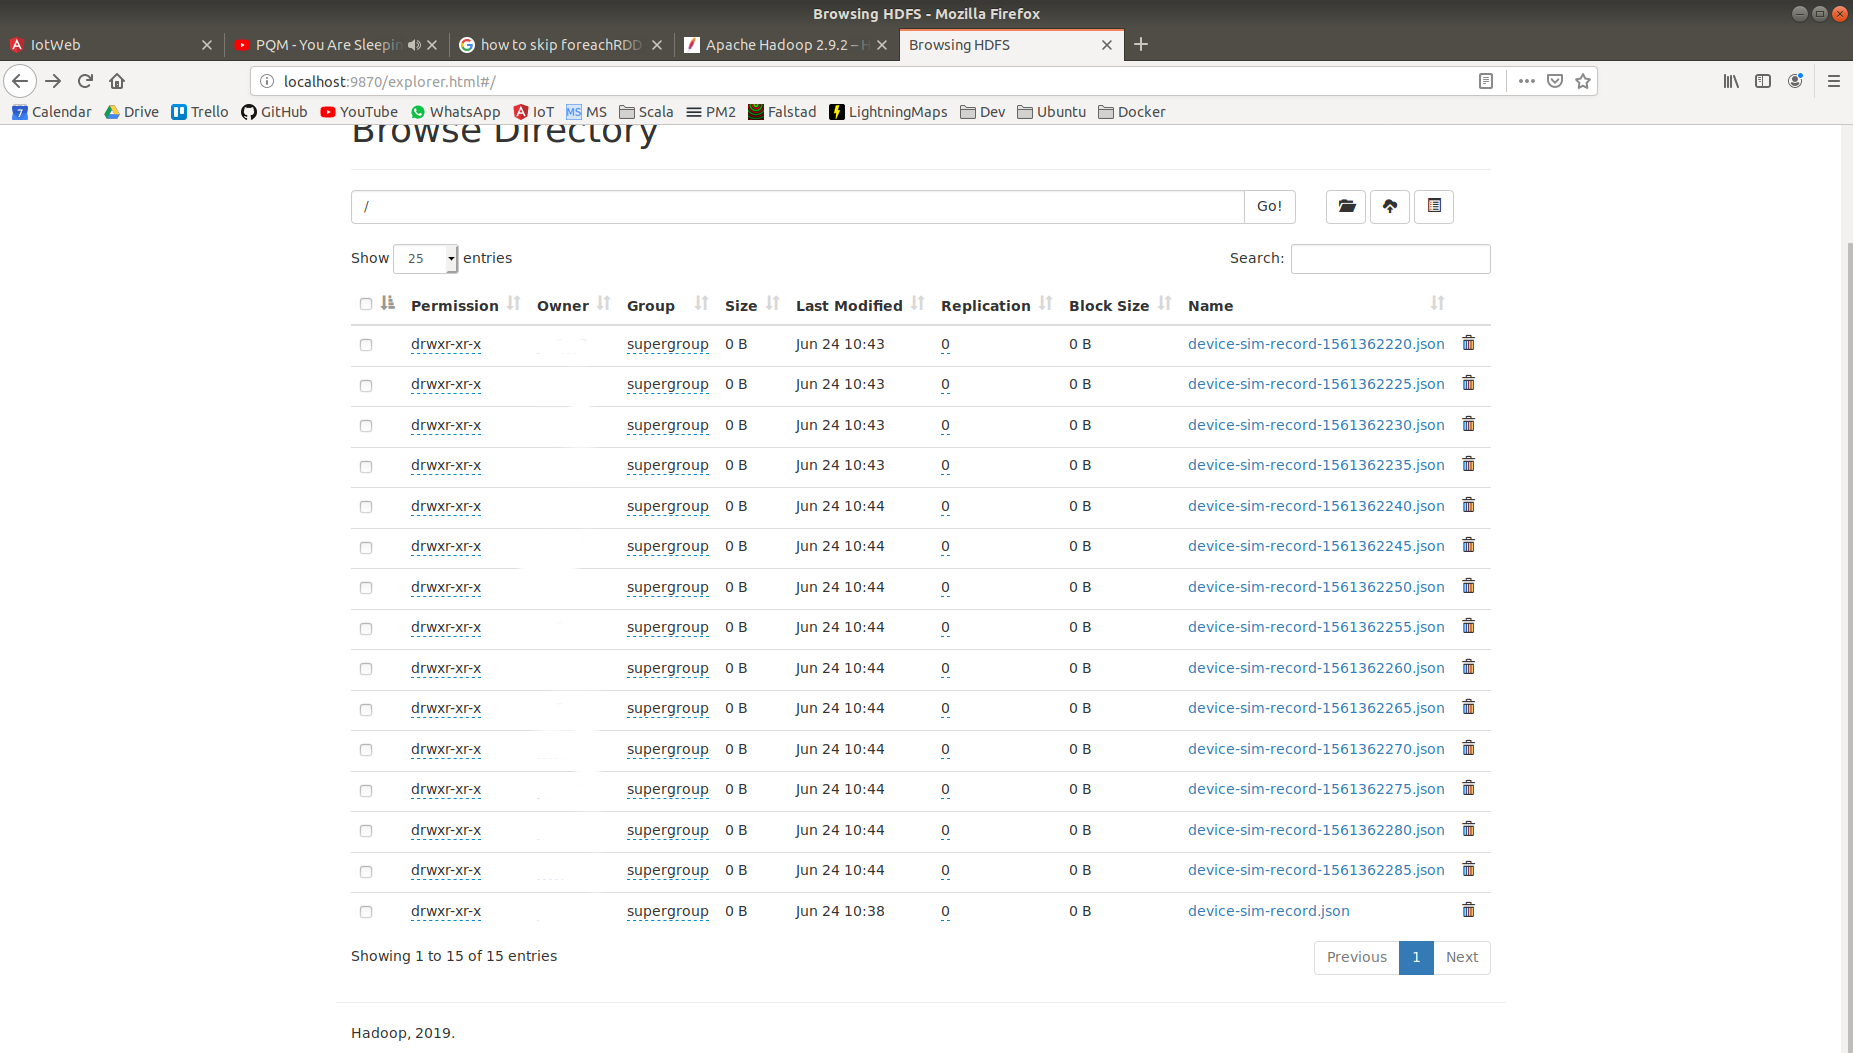 Browsing HDFS - Mozilla Firefox
IotWeb
PQM - You Are Sleepin
how to skip foreachRDD
Apache Hadoop 2.9.2 – H
Browsing HDFS
localhost:9870/explorer.html#/
7 Calendar Drive Trello GitHub YouTube WhatsApp IoT MS MS Scala PM2 Falstad LightningMaps Dev Ubuntu Docker
Browse Directory
/ Go!
Show 25 entries Search:
Permission Owner Group Size Last Modified Replication Block Size Name
drwxr-xr-x supergroup 0 B Jun 24 10:43 0 0 B device-sim-record-1561362220.json
drwxr-xr-x supergroup 0 B Jun 24 10:43 0 0 B device-sim-record-1561362225.json
drwxr-xr-x supergroup 0 B Jun 24 10:43 0 0 B device-sim-record-1561362230.json
drwxr-xr-x supergroup 0 B Jun 24 10:43 0 0 B device-sim-record-1561362235.json
drwxr-xr-x supergroup 0 B Jun 24 10:44 0 0 B device-sim-record-1561362240.json
drwxr-xr-x supergroup 0 B Jun 24 10:44 0 0 B device-sim-record-1561362245.json
drwxr-xr-x supergroup 0 B Jun 24 10:44 0 0 B device-sim-record-1561362250.json
drwxr-xr-x supergroup 0 B Jun 24 10:44 0 0 B device-sim-record-1561362255.json
drwxr-xr-x supergroup 0 B Jun 24 10:44 0 0 B device-sim-record-1561362260.json
drwxr-xr-x supergroup 0 B Jun 24 10:44 0 0 B device-sim-record-1561362265.json
drwxr-xr-x supergroup 0 B Jun 24 10:44 0 0 B device-sim-record-1561362270.json
drwxr-xr-x supergroup 0 B Jun 24 10:44 0 0 B device-sim-record-1561362275.json
drwxr-xr-x supergroup 0 B Jun 24 10:44 0 0 B device-sim-record-1561362280.json
drwxr-xr-x supergroup 0 B Jun 24 10:44 0 0 B device-sim-record-1561362285.json
drwxr-xr-x supergroup 0 B Jun 24 10:38 0 0 B device-sim-record.json
Showing 1 to 15 of 15 entries Previous 1 Next
Hadoop, 2019.